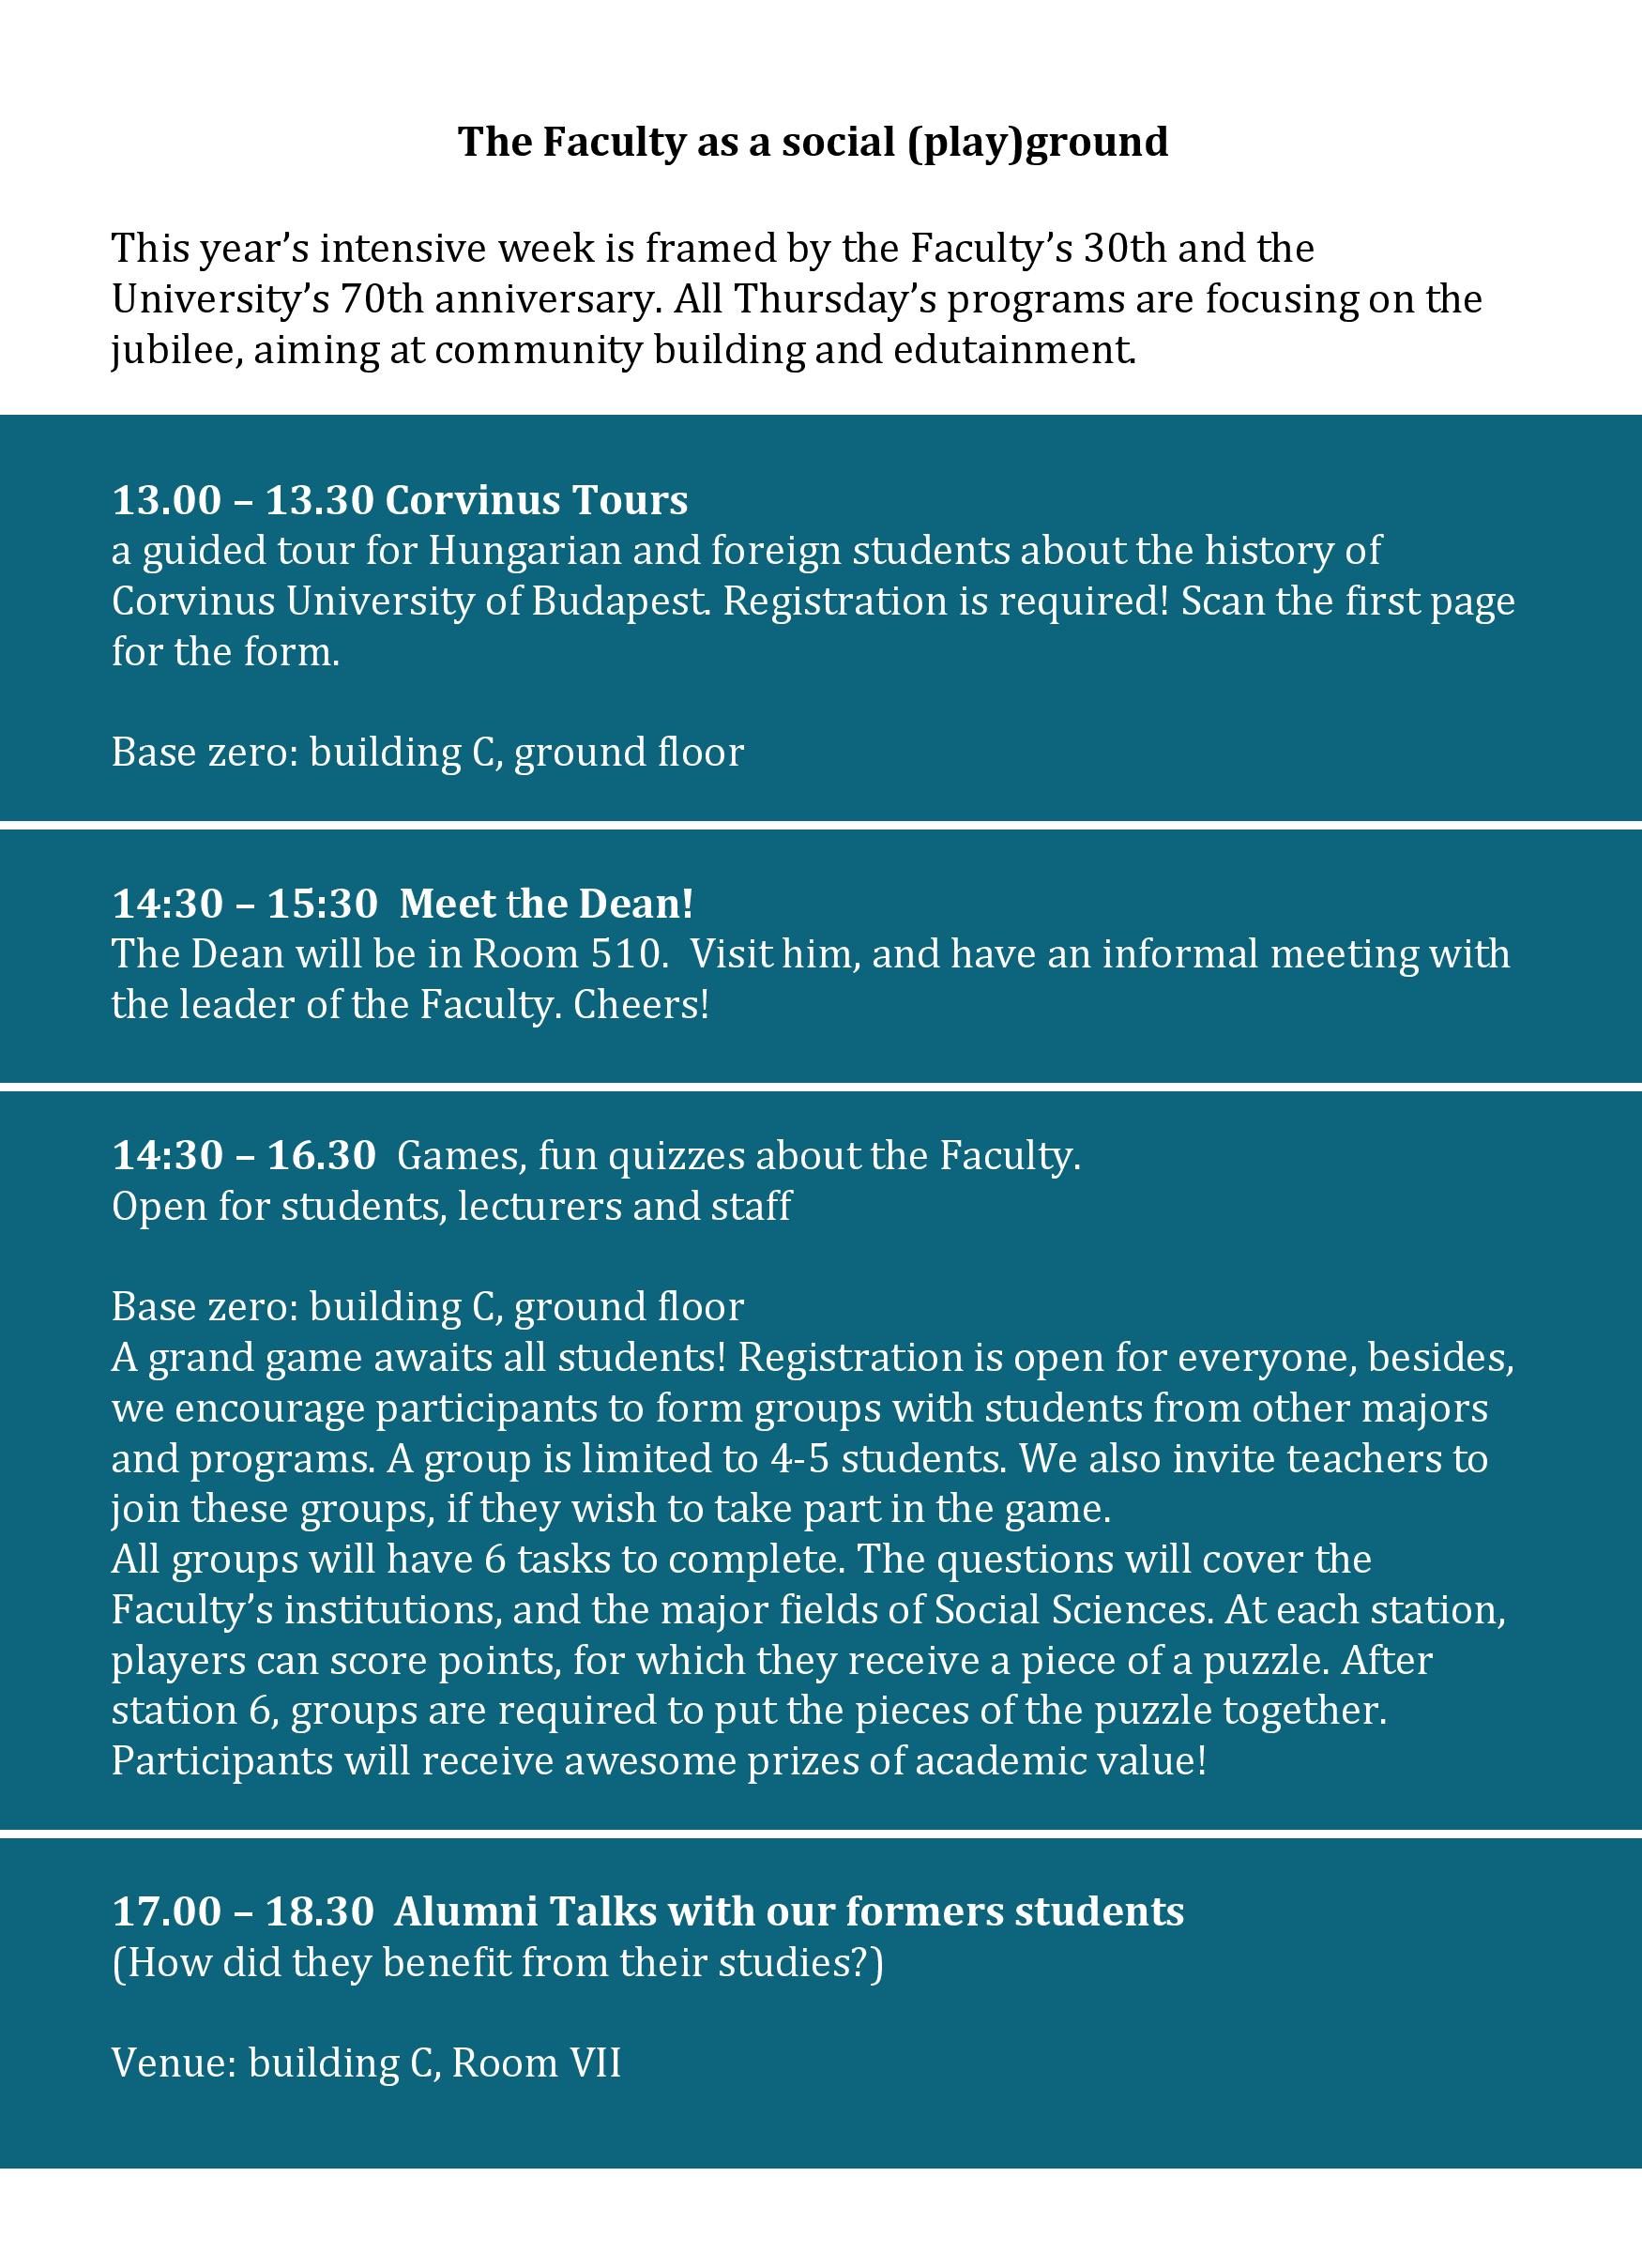 The Faculty as a social (play)ground
This year’s intensive week is framed by the Faculty’s 30th and the
University’s 70th anniversary. All Thursday’s programs are focusing on the
jubilee, aiming at community building and edutainment.
13.00 – 13.30 Corvinus Tours
a guided tour for Hungarian and foreign students about the history of
Corvinus University of Budapest. Registration is required! Scan the first page
for the form.
Base zero: building C, ground floor
14:30 – 15:30  Meet the Dean!
The Dean will be in Room 510.  Visit him, and have an informal meeting with
the leader of the Faculty. Cheers!
14:30 – 16.30  Games, fun quizzes about the Faculty.
Open for students, lecturers and staff
Base zero: building C, ground floor
A grand game awaits all students! Registration is open for everyone, besides,
we encourage participants to form groups with students from other majors
and programs. A group is limited to 4-5 students. We also invite teachers to
join these groups, if they wish to take part in the game.
All groups will have 6 tasks to complete. The questions will cover the
Faculty’s institutions, and the major fields of Social Sciences. At each station,
players can score points, for which they receive a piece of a puzzle. After
station 6, groups are required to put the pieces of the puzzle together.
Participants will receive awesome prizes of academic value!
17.00 – 18.30  Alumni Talks with our formers students
(How did they benefit from their studies?)
Venue: building C, Room VII